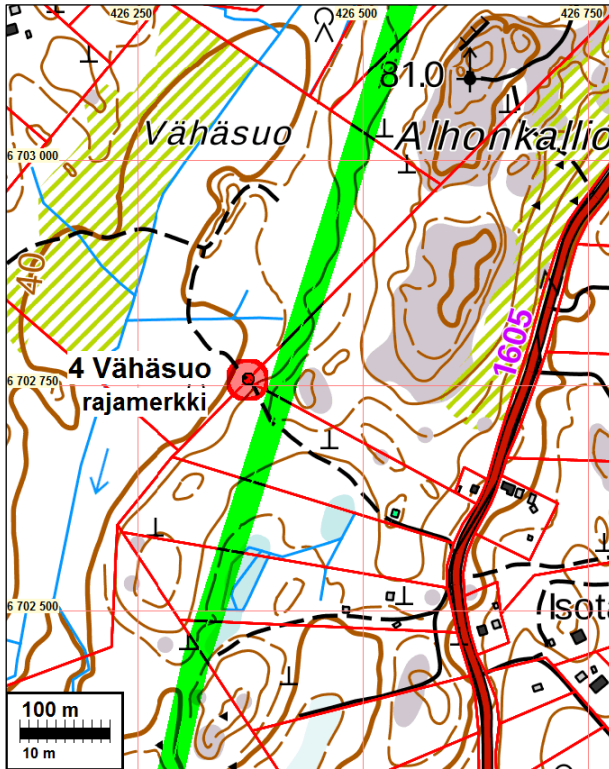 426 250
426 500
426 750
81.0
Vähäsuo
Alhonkallio
6 703 000
40
1605
4 Vähäsuo
6 702 750
rajamerkki
6 702 500
Isota
100 m
10 m